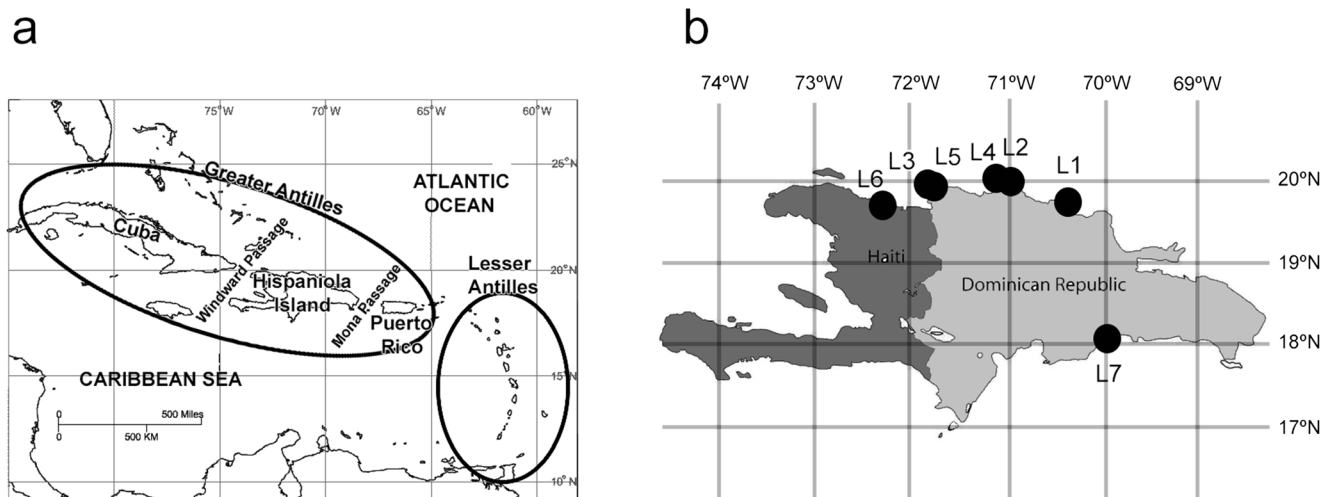 a
75°W
70°W
65°W
60°W
25°N
Greater Antilles
ATLANTIC
OCEAN
Cuba
Windward Passage
Hispaniola
Island
Mona Passage
Lesser
Antilles
20°N
Puerto
Rico
CARIBBEAN SEA
15°N
0
500 Miles
0
500 KM
10°N
b
74ºW
73ºW
72ºW
71ºW
70ºW
69ºW
L3
L5
L4
L2
L1
L6
20ºN
Haiti
19ºN
Dominican Republic
18ºN
L7
17ºN